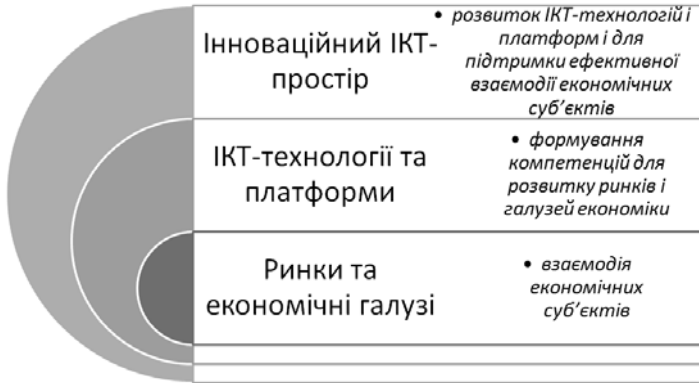 Інноваційний ІКТ-
простір
• розвиток ІКТ-технологій і
платформ і для
підтримки ефективної
взаємодії економічних
суб’єктів
ІКТ-технології та
платформи
• формування
компетенцій для
розвитку ринків і
галузей економіки
Ринки та
економічні галузі
• взаємодія
економічних
суб’єктів